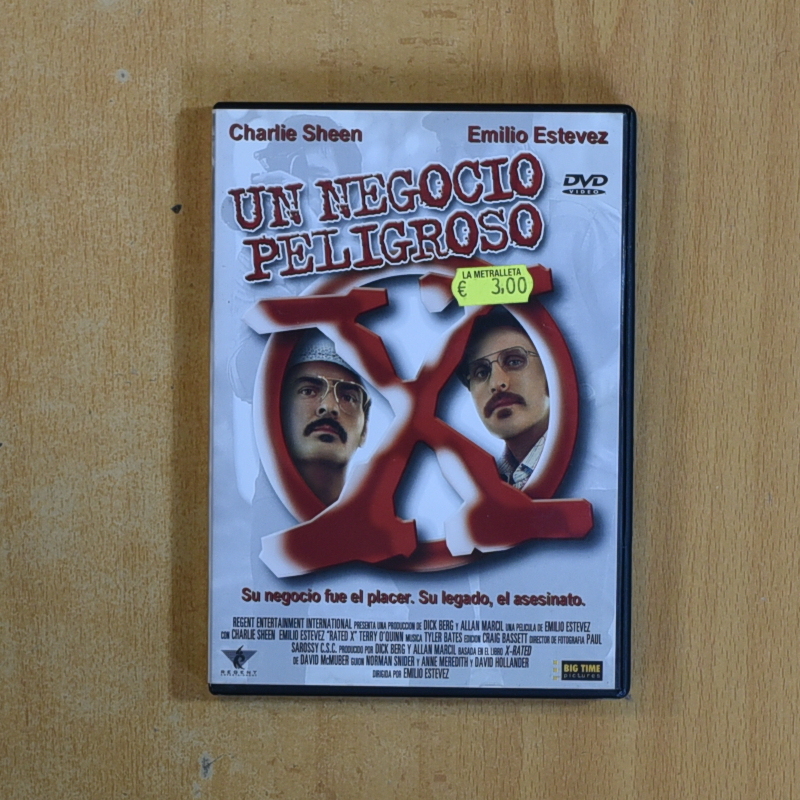 Charlie Sheen Emilio Estevez
UN NEGOCIO
PELIGROSO
DVD
VIDEO
LA METRALLETA
€ 3.00
X
Su negocio fue el placer. Su legado, el asesinato.
REGENT ENTERTAINMENT INTERNATIONAL PRESENTA UNA PRODUCCION DE DICK BERG Y ALLAN MARCIL UNA PELICULA DE EMILIO ESTEVEZ
CON CHARLIE SHEEN EMILIO ESTEVEZ "RATED X" TERRY O'QUINN MUSICA TYLER BATES EDICION CRAIG BASSETT DIRECTOR DE FOTOGRAFIA PAUL
SAROSSY C.S.C. PRODUCIDO POR DICK BERG Y ALLAN MARCIL BASADA EN EL LIBRO X-RATED
DE DAVID McMUBER GUION NORMAN SNIDER Y ANNE MEREDITH Y DAVID HOLLANDER
DIRIGIDA POR EMILIO ESTEVEZ
REGENT
BIG TIME
pictures